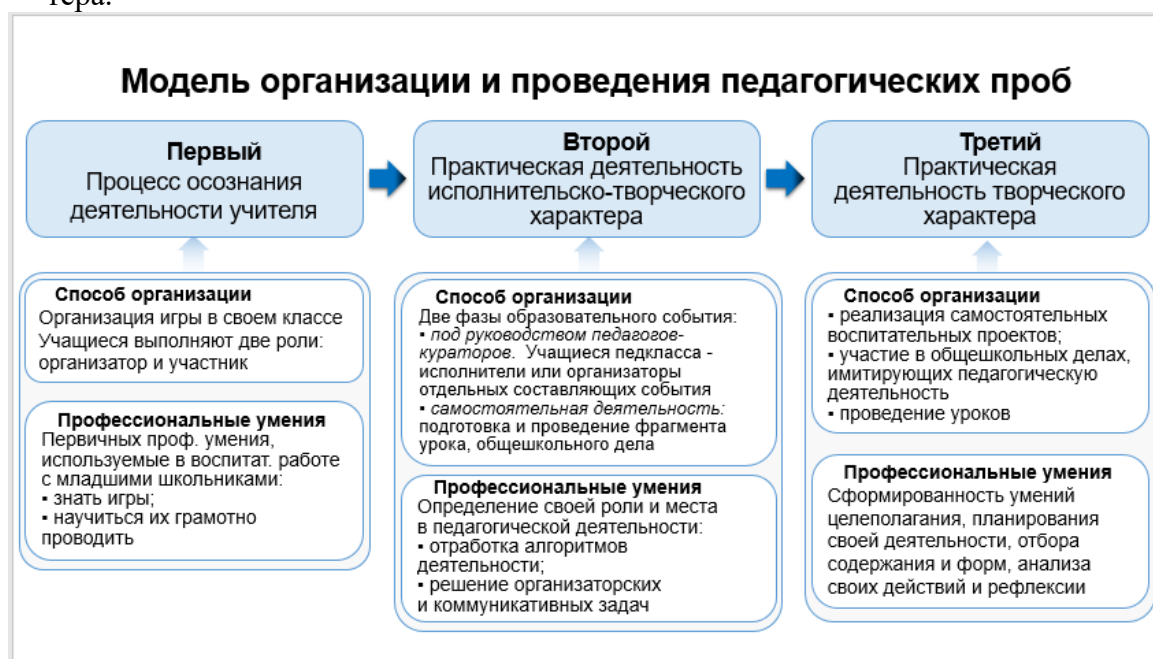 тера.
Модель организации и проведения педагогических проб
Первый
Процесс осознания
деятельности учителя
Второй
Практическая деятельность
исполнительско-творческого
характера
Третий
Практическая
деятельность творческого
характера
Способ организации
Организация игры в своем классе
Учащиеся выполняют две роли:
организатор и участник
Профессиональные умения
Первичных проф. умения,
используемые в воспитат. работе
с младшими школьниками:
▪ знать игры;
▪ научиться их грамотно
проводить
Способ организации
Две фазы образовательного события:
▪ под руководством педагогов-
кураторов. Учащиеся педкласса -
исполнители или организаторы
отдельных составляющих события
▪ самостоятельная деятельность:
подготовка и проведение фрагмента
урока, общешкольного дела
Профессиональные умения
Определение своей роли и места
в педагогической деятельности:
▪ отработка алгоритмов
деятельности;
▪ решение организаторских
и коммуникативных задач
Способ организации
▪ реализация самостоятельных
воспитательных проектов;
▪ участие в общешкольных делах,
имитирующих педагогическую
деятельность
▪ проведение уроков
Профессиональные умения
Сформированность умений
целеполагания, планирования
своей деятельности, отбора
содержания и форм, анализа
своих действий и рефлексии